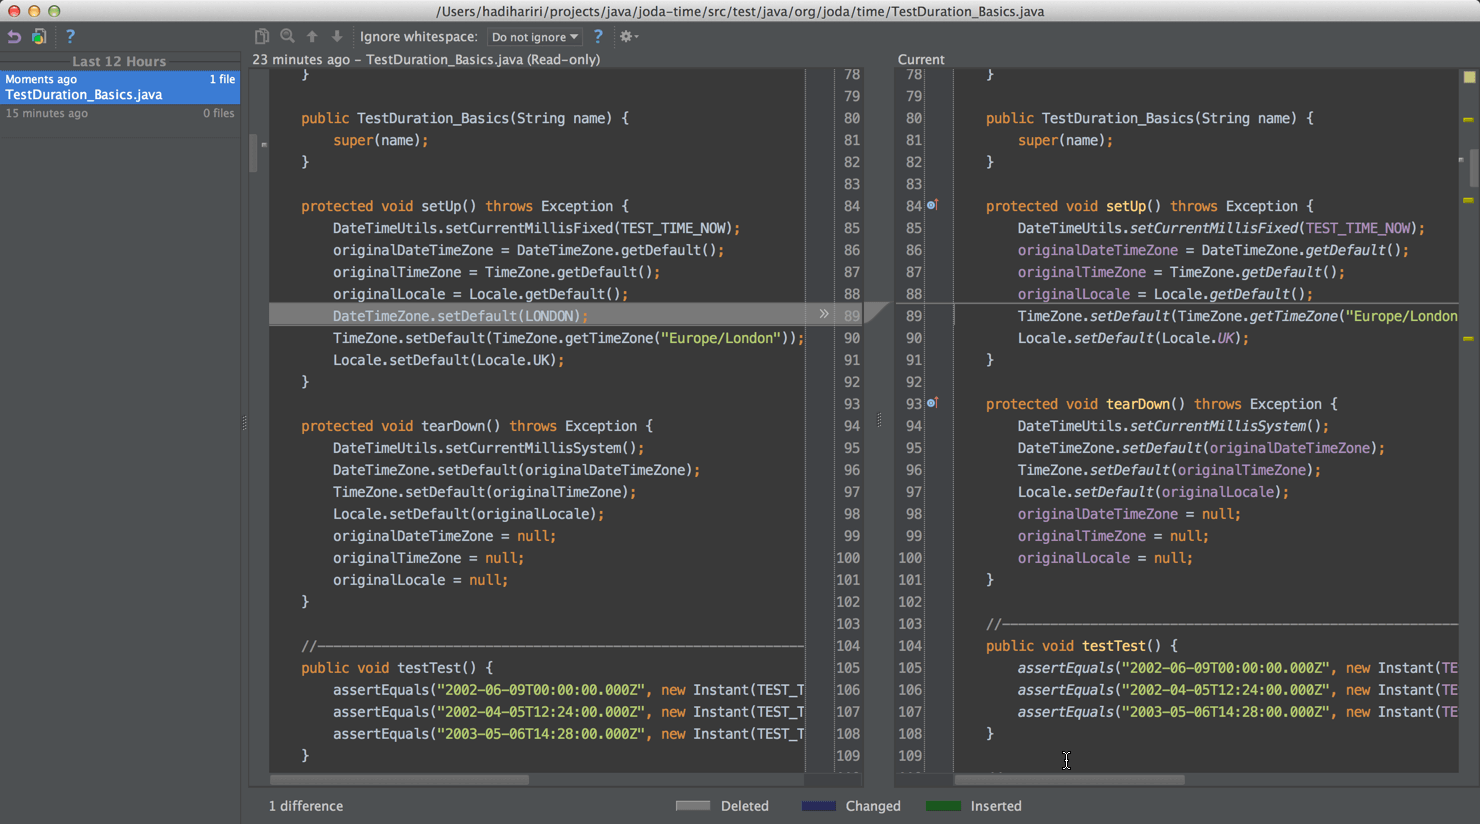 /Users/hadihariri/projects/java/joda-time/src/test/java/org/joda/time/TestDuration_Basics.java
Ignore whitespace: Do not ignore
Last 12 Hours
Moments ago 1 file
TestDuration_Basics.java
15 minutes ago 0 files
23 minutes ago – TestDuration_Basics.java (Read-only)
} 78
79
public TestDuration_Basics(String name) { 80
super(name); 81
} 82
83
protected void setUp() throws Exception { 84
DateTimeUtils.setCurrentMillisFixed(TEST_TIME_NOW); 85
originalDateTimeZone = DateTimeZone.getDefault(); 86
originalTimeZone = TimeZone.getDefault(); 87
originalLocale = Locale.getDefault(); 88
DateTimeZone.setDefault(LONDON); » 89
TimeZone.setDefault(TimeZone.getTimeZone("Europe/London")); 90
Locale.setDefault(Locale.UK); 91
} 92
93
protected void tearDown() throws Exception { 94
DateTimeUtils.setCurrentMillisSystem(); 95
DateTimeZone.setDefault(originalDateTimeZone); 96
TimeZone.setDefault(originalTimeZone); 97
Locale.setDefault(originalLocale); 98
originalDateTimeZone = null; 99
originalTimeZone = null; 100
originalLocale = null; 101
} 102
103
//–––––––––––––––––––––––––––––––––––––––––––––––– 104
public void testTest() { 105
assertEquals("2002-06-09T00:00:00.000Z", new Instant(TEST_T 106
assertEquals("2002-04-05T12:24:00.000Z", new Instant(TEST_T 107
assertEquals("2003-05-06T14:28:00.000Z", new Instant(TEST_T 108
} 109
Current
78 }
79
80 public TestDuration_Basics(String name) {
81 super(name);
82 }
83
84 protected void setUp() throws Exception {
85 DateTimeUtils.setCurrentMillisFixed(TEST_TIME_NOW);
86 originalDateTimeZone = DateTimeZone.getDefault();
87 originalTimeZone = TimeZone.getDefault();
88 originalLocale = Locale.getDefault();
89 TimeZone.setDefault(TimeZone.getTimeZone("Europe/London
90 Locale.setDefault(Locale.UK);
91 }
92
93 protected void tearDown() throws Exception {
94 DateTimeUtils.setCurrentMillisSystem();
95 DateTimeZone.setDefault(originalDateTimeZone);
96 TimeZone.setDefault(originalTimeZone);
97 Locale.setDefault(originalLocale);
98 originalDateTimeZone = null;
99 originalTimeZone = null;
100 originalLocale = null;
101 }
102
103 //––––––––––––––––––––––––––––––––––––––––––––––––
104 public void testTest() {
105 assertEquals("2002-06-09T00:00:00.000Z", new Instant(TE
106 assertEquals("2002-04-05T12:24:00.000Z", new Instant(TE
107 assertEquals("2003-05-06T14:28:00.000Z", new Instant(TE
108 }
109
1 difference
Deleted Changed Inserted